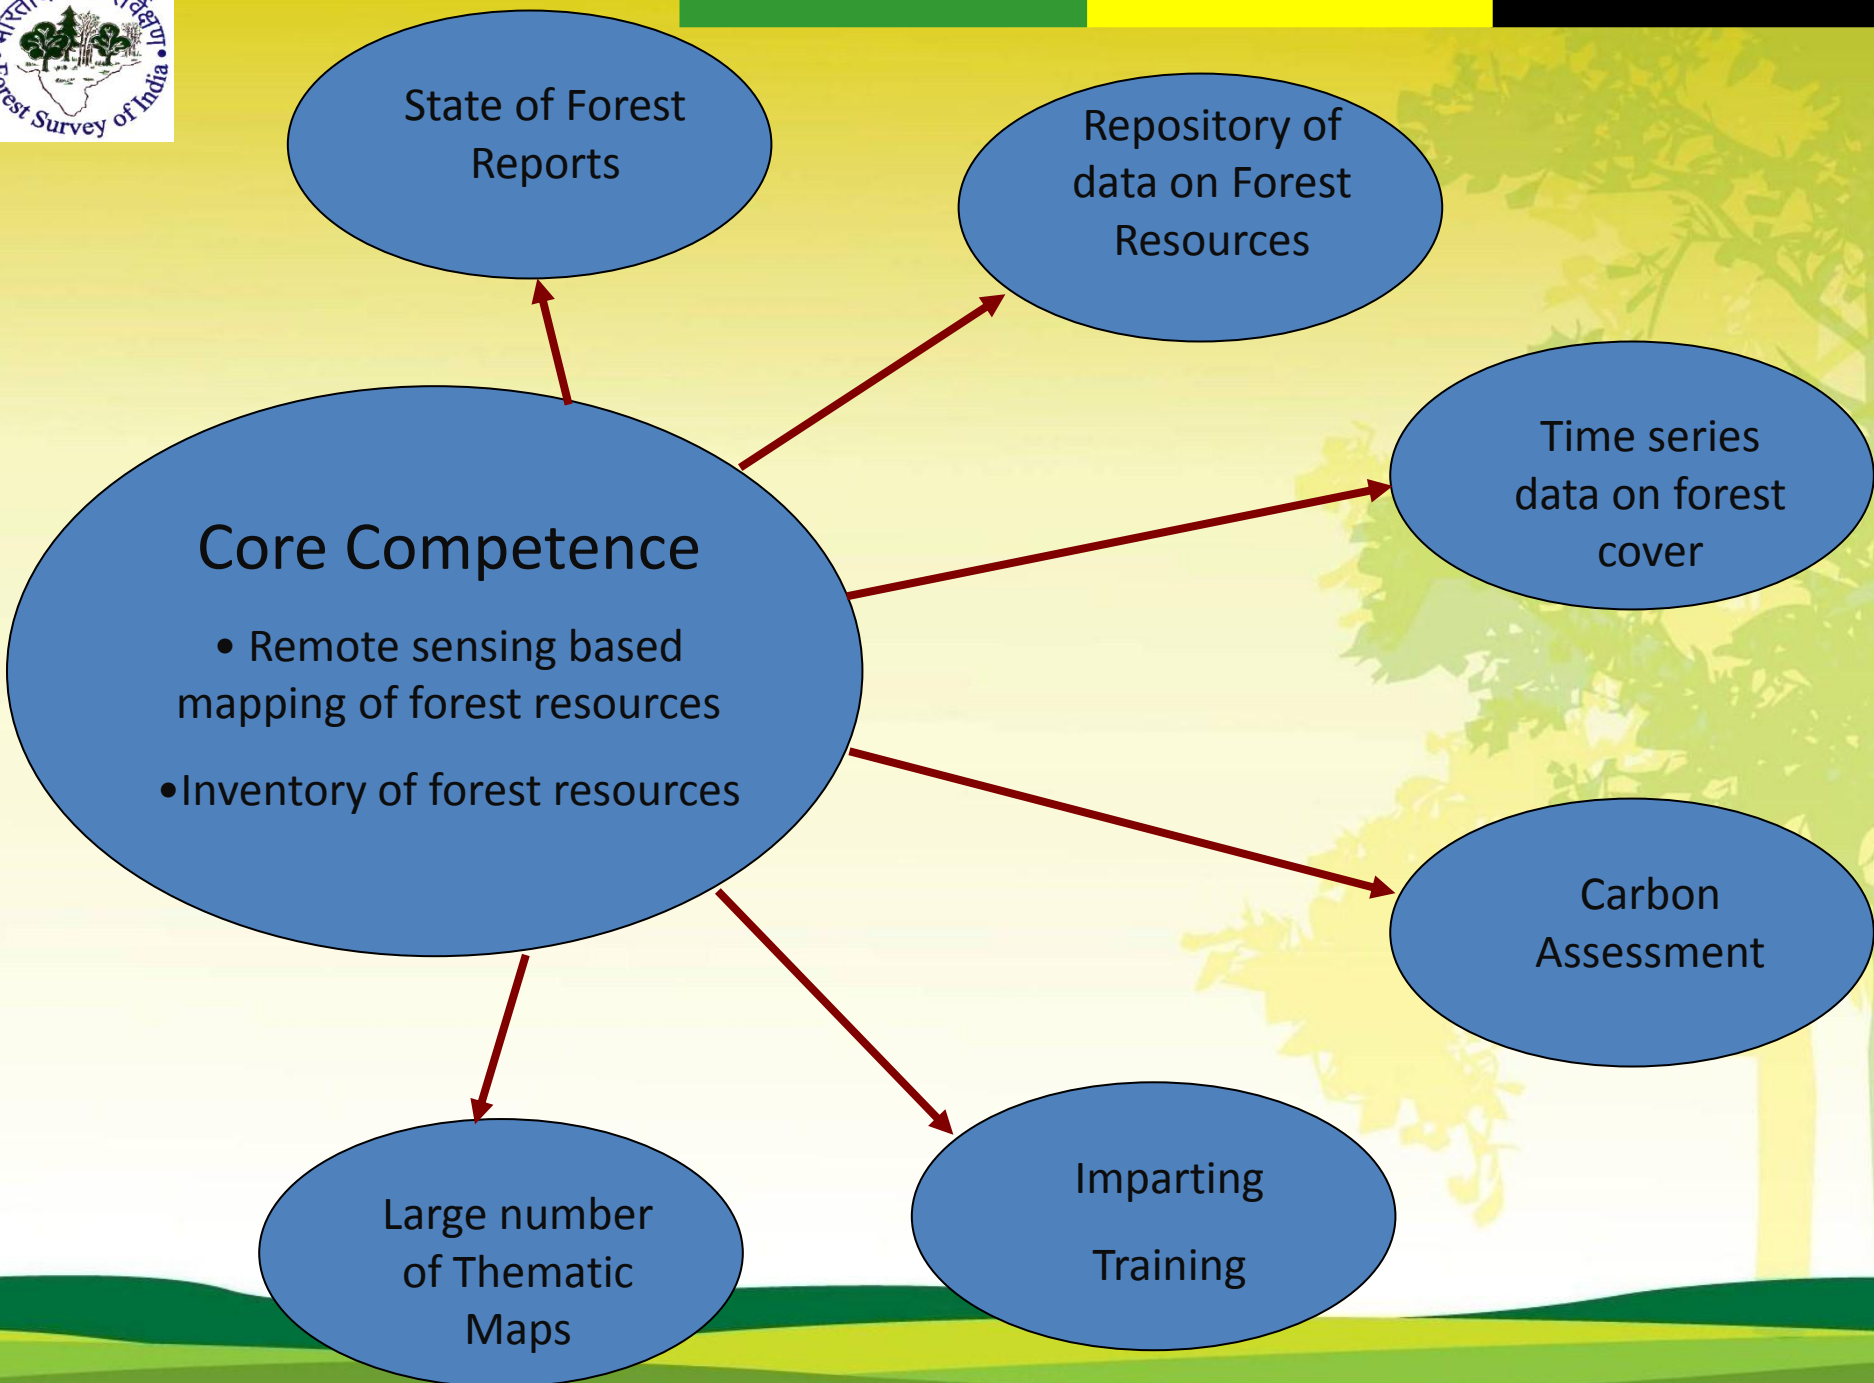 Forest Survey of India
State of Forest
Reports
Repository of
data on Forest
Resources
Time series
data on forest
cover
Core Competence
• Remote sensing based
mapping of forest resources
•Inventory of forest resources
Carbon
Assessment
Imparting
Training
Large number
of Thematic
Maps